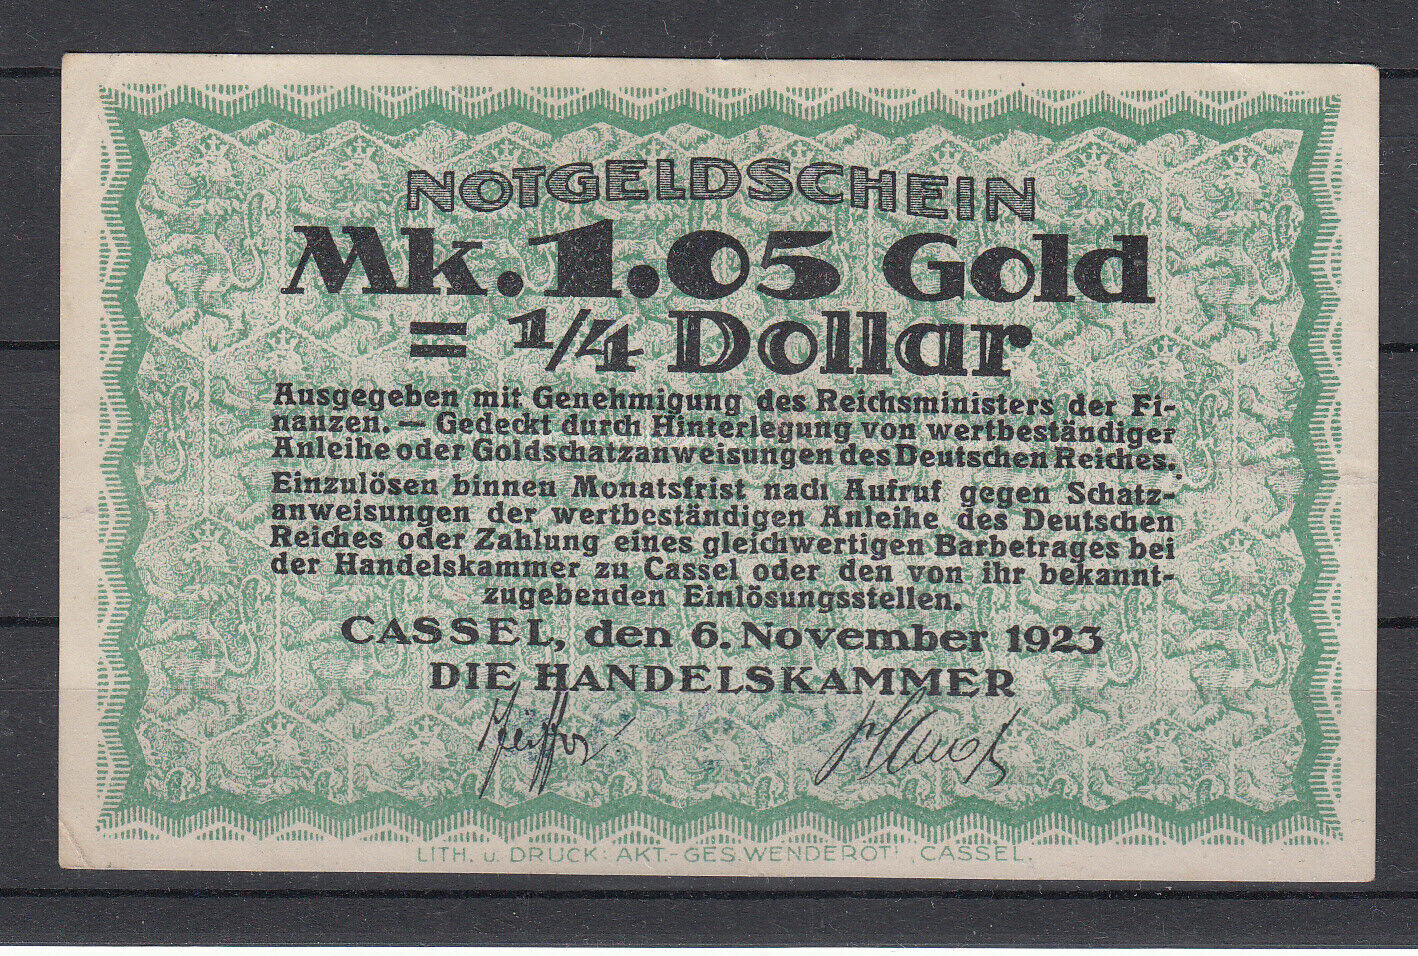 NOTGELDSCHEIN
Mk. 1.05 Gold
= 1/4 Dollar
Ausgegeben mit Genehmigung des Reichsministers der Fi-
nanzen. — Gedeckt durch Hinterlegung von wertbeständiger
Anleihe oder Goldschatzanweisungen des Deutschen Reiches.
Einzulösen binnen Monatsfrist nach Aufruf gegen Schatz-
anweisungen der wertbeständigen Anleihe des Deutschen
Reiches oder Zahlung eines gleichwertigen Barbetrages bei
der Handelskammer zu Cassel oder den von ihr bekannt-
zugebenden Einlösungsstellen.
CASSEL, den 6. November 1923
DIE HANDELSKAMMER
Pfeiffer
LITH. u. DRUCK: AKT.-GES. WENDEROTH, CASSEL.